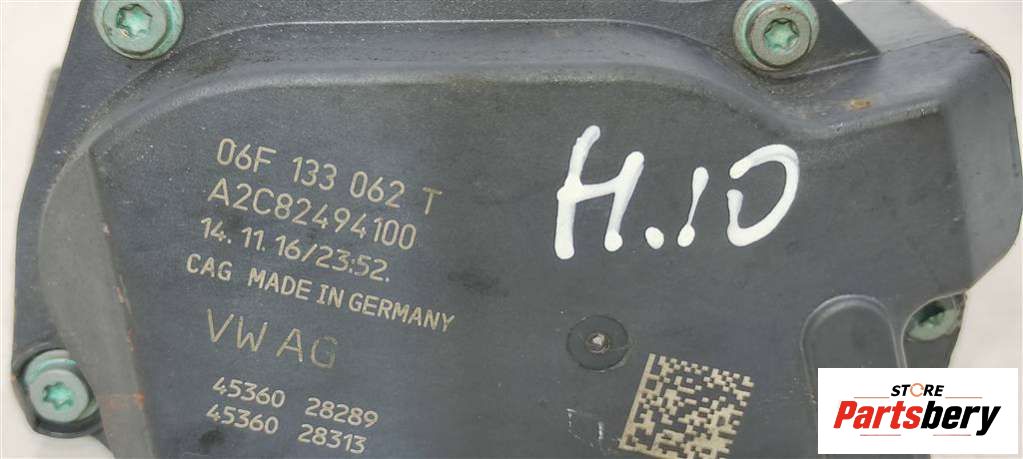 06F 133 062 T
A2C82494100
14.11.16/23:52.
CAG MADE IN GERMANY
VW AG
45360 28289
45360 28313
H.10
STORE
Partsbery